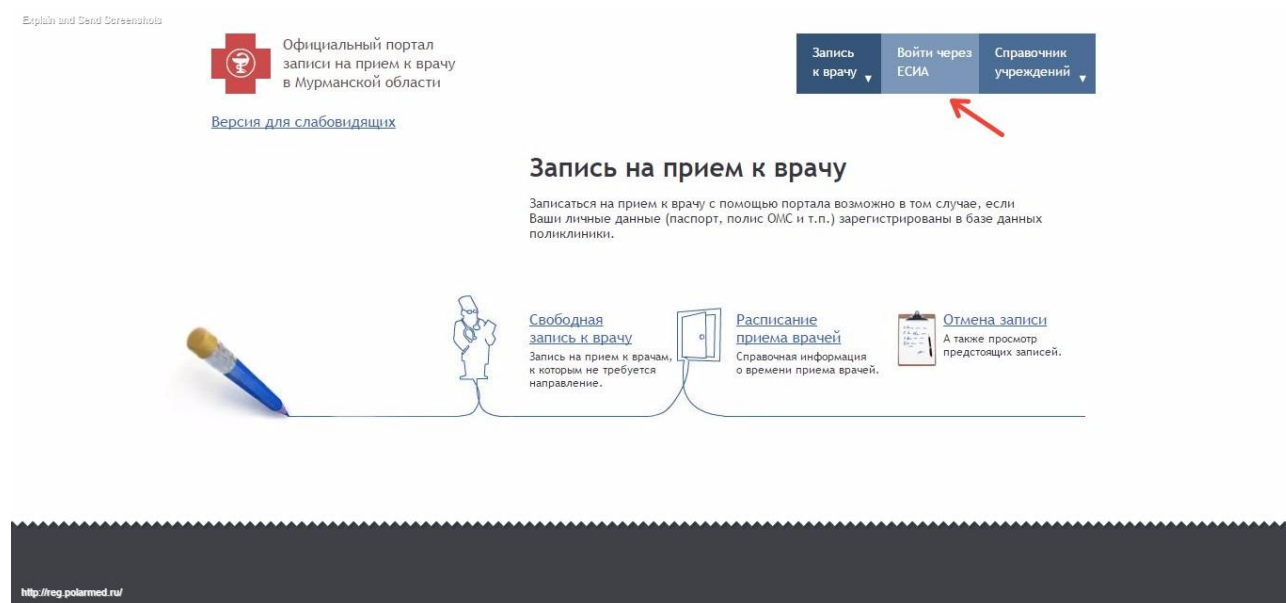 Explain and Send Screenshots
Официальный портал
записи на прием к врачу
в Мурманской области
Запись
к врачу
Войти через
ЕСИА
Справочник
учреждений
Версия для слабовидящих
Запись на прием к врачу
Записаться на прием к врачу с помощью портала возможно в том случае, если
Ваши личные данные (паспорт, полис ОМС и т.п.) зарегистрированы в базе данных
поликлиники.
Свободная
запись к врачу
Запись на прием к врачам,
к которым не требуется
направление.
Расписание
приема врачей
Справочная информация
о времени приема врачей.
Отмена записи
А также просмотр
предстоящих записей.
http://reg.polarmed.ru/